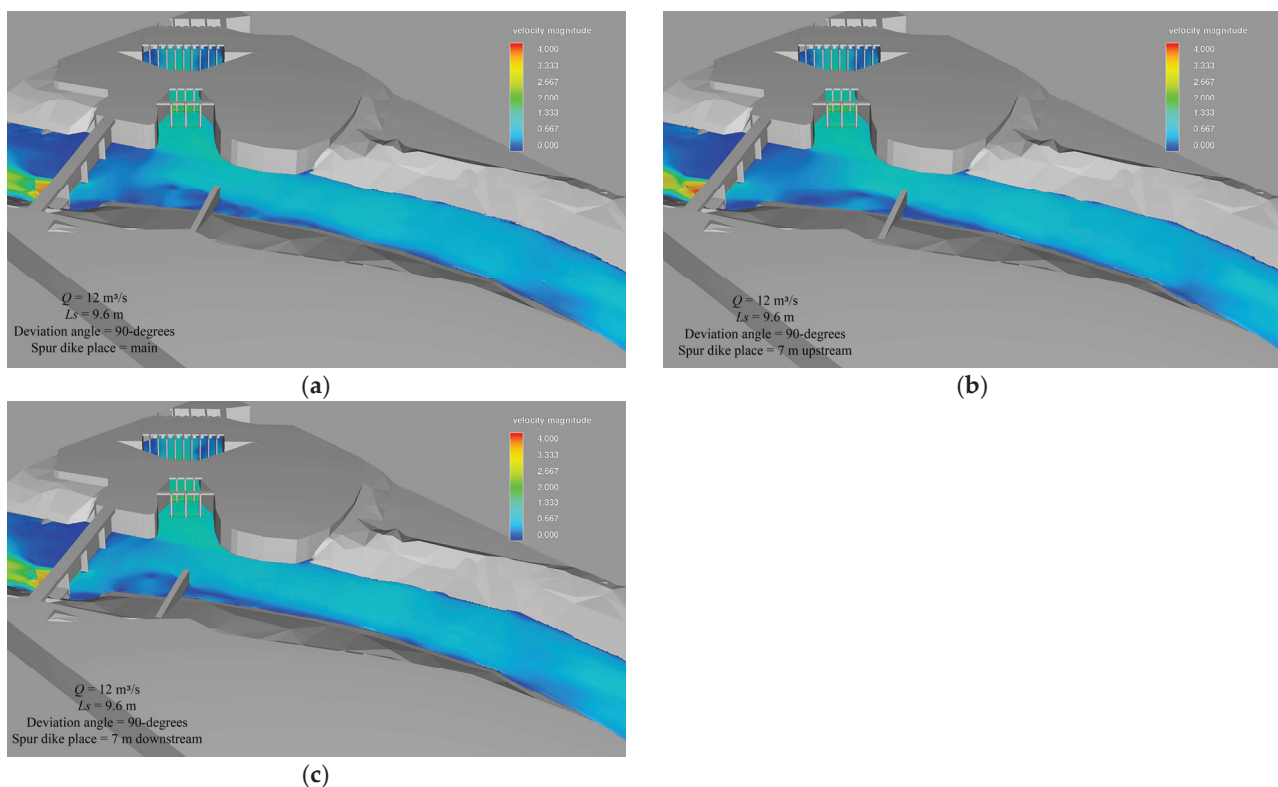 velocity magnitude
4.000
3.333
2.667
2.000
1.333
0.667
0.000
Q = 12 m³/s
Ls = 9.6 m
Deviation angle = 90-degrees
Spur dike place = main
(a)
velocity magnitude
4.000
3.333
2.667
2.000
1.333
0.667
0.000
Q = 12 m³/s
Ls = 9.6 m
Deviation angle = 90-degrees
Spur dike place = 7 m upstream
(b)
velocity magnitude
4.000
3.333
2.667
2.000
1.333
0.667
0.000
Q = 12 m³/s
Ls = 9.6 m
Deviation angle = 90-degrees
Spur dike place = 7 m downstream
(c)